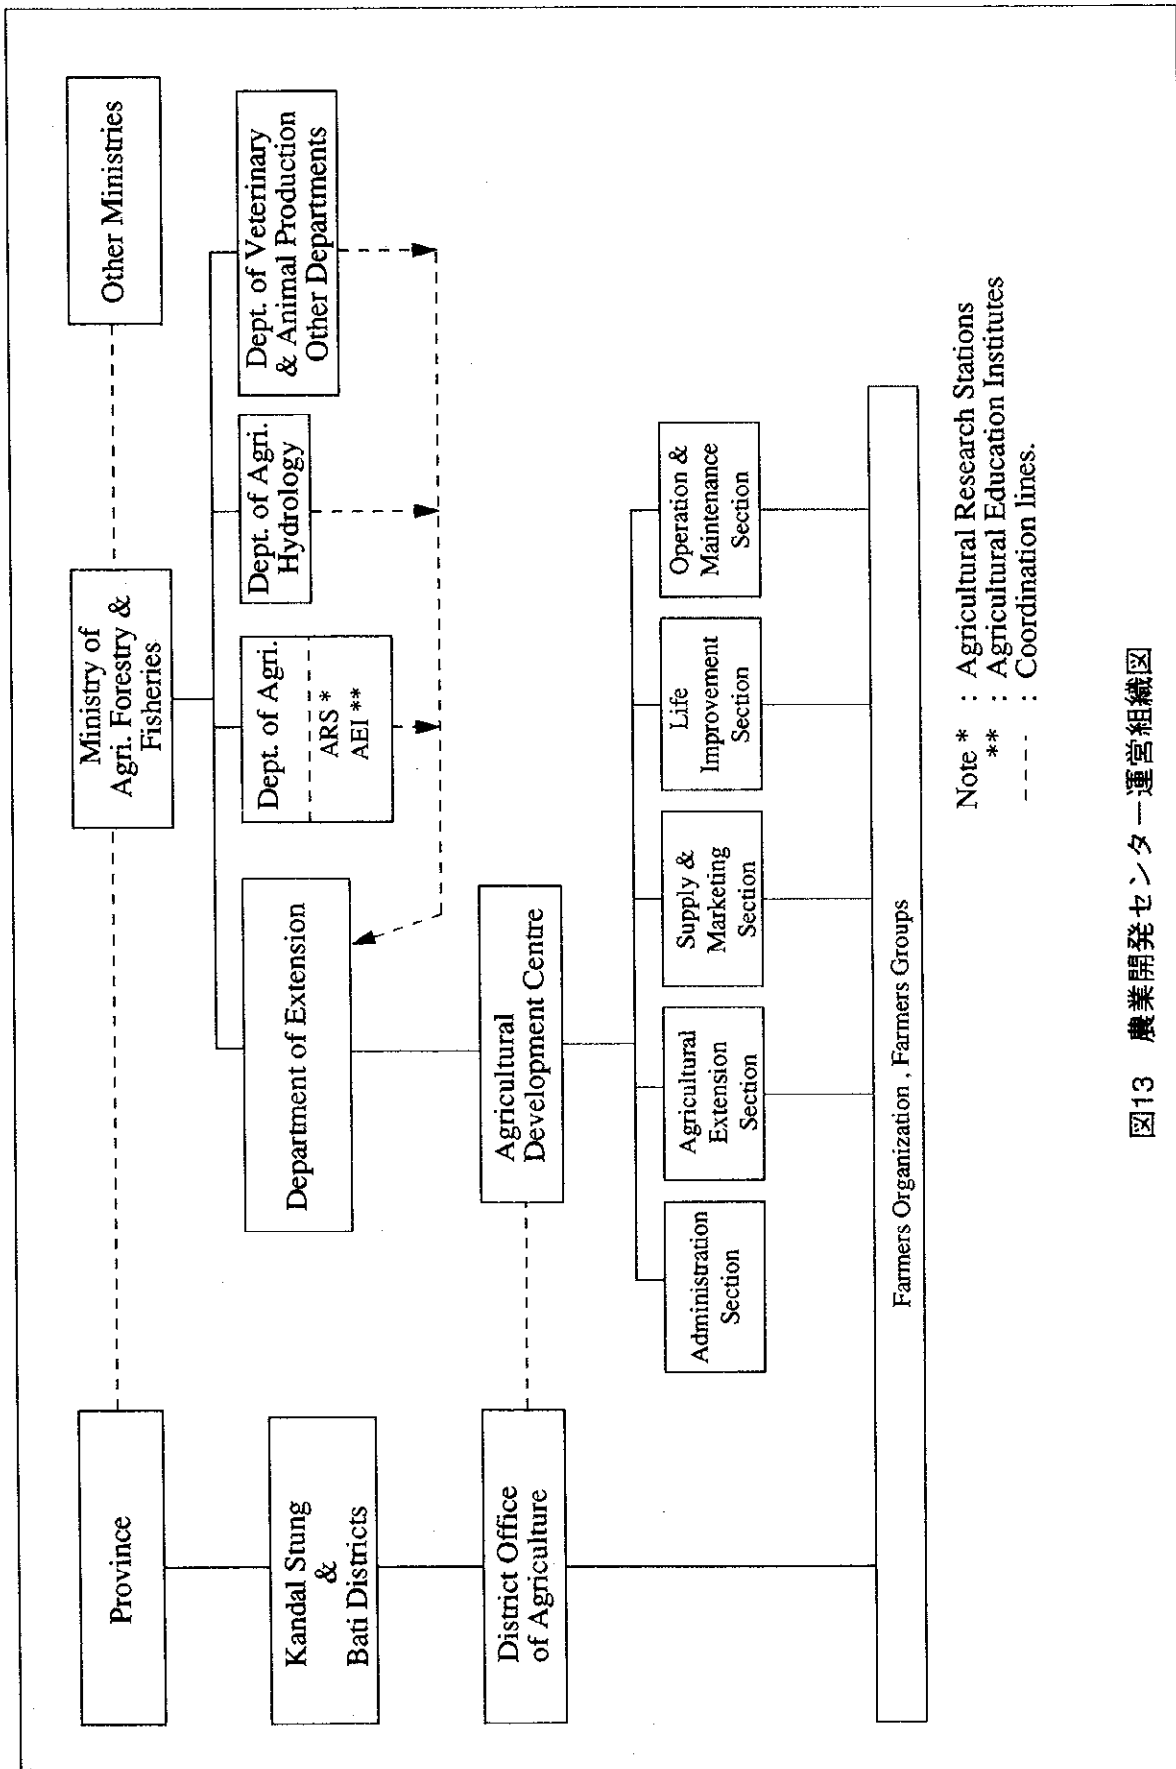 Province
Ministry of
Agri. Forestry &
Fisheries
Other Ministries
Kandal Stung
&
Bati Districts
Department of Extension
Dept. of Agri.
ARS *
AEI **
Dept. of Agri.
Hydrology
Dept. of Veterinary
& Animal Production
Other Departments
District Office
of Agriculture
Agricultural
Development Centre
Administration
Section
Agricultural
Extension
Section
Supply &
Marketing
Section
Life
Improvement
Section
Operation &
Maintenance
Section
Farmers Organization , Farmers Groups
Note * : Agricultural Research Stations
** : Agricultural Education Institutes
---- : Coordination lines.
図13 農業開発センター運営組織図